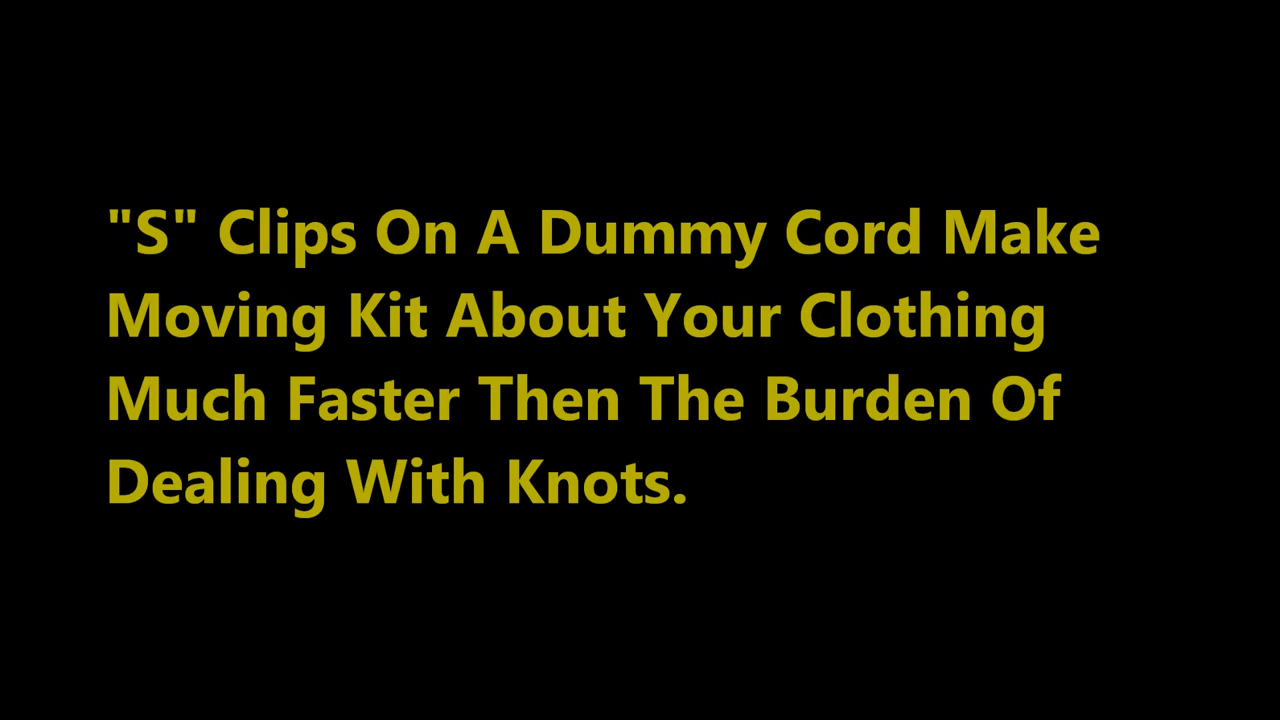 "S" Clips On A Dummy Cord Make
Moving Kit About Your Clothing
Much Faster Then The Burden Of
Dealing With Knots.